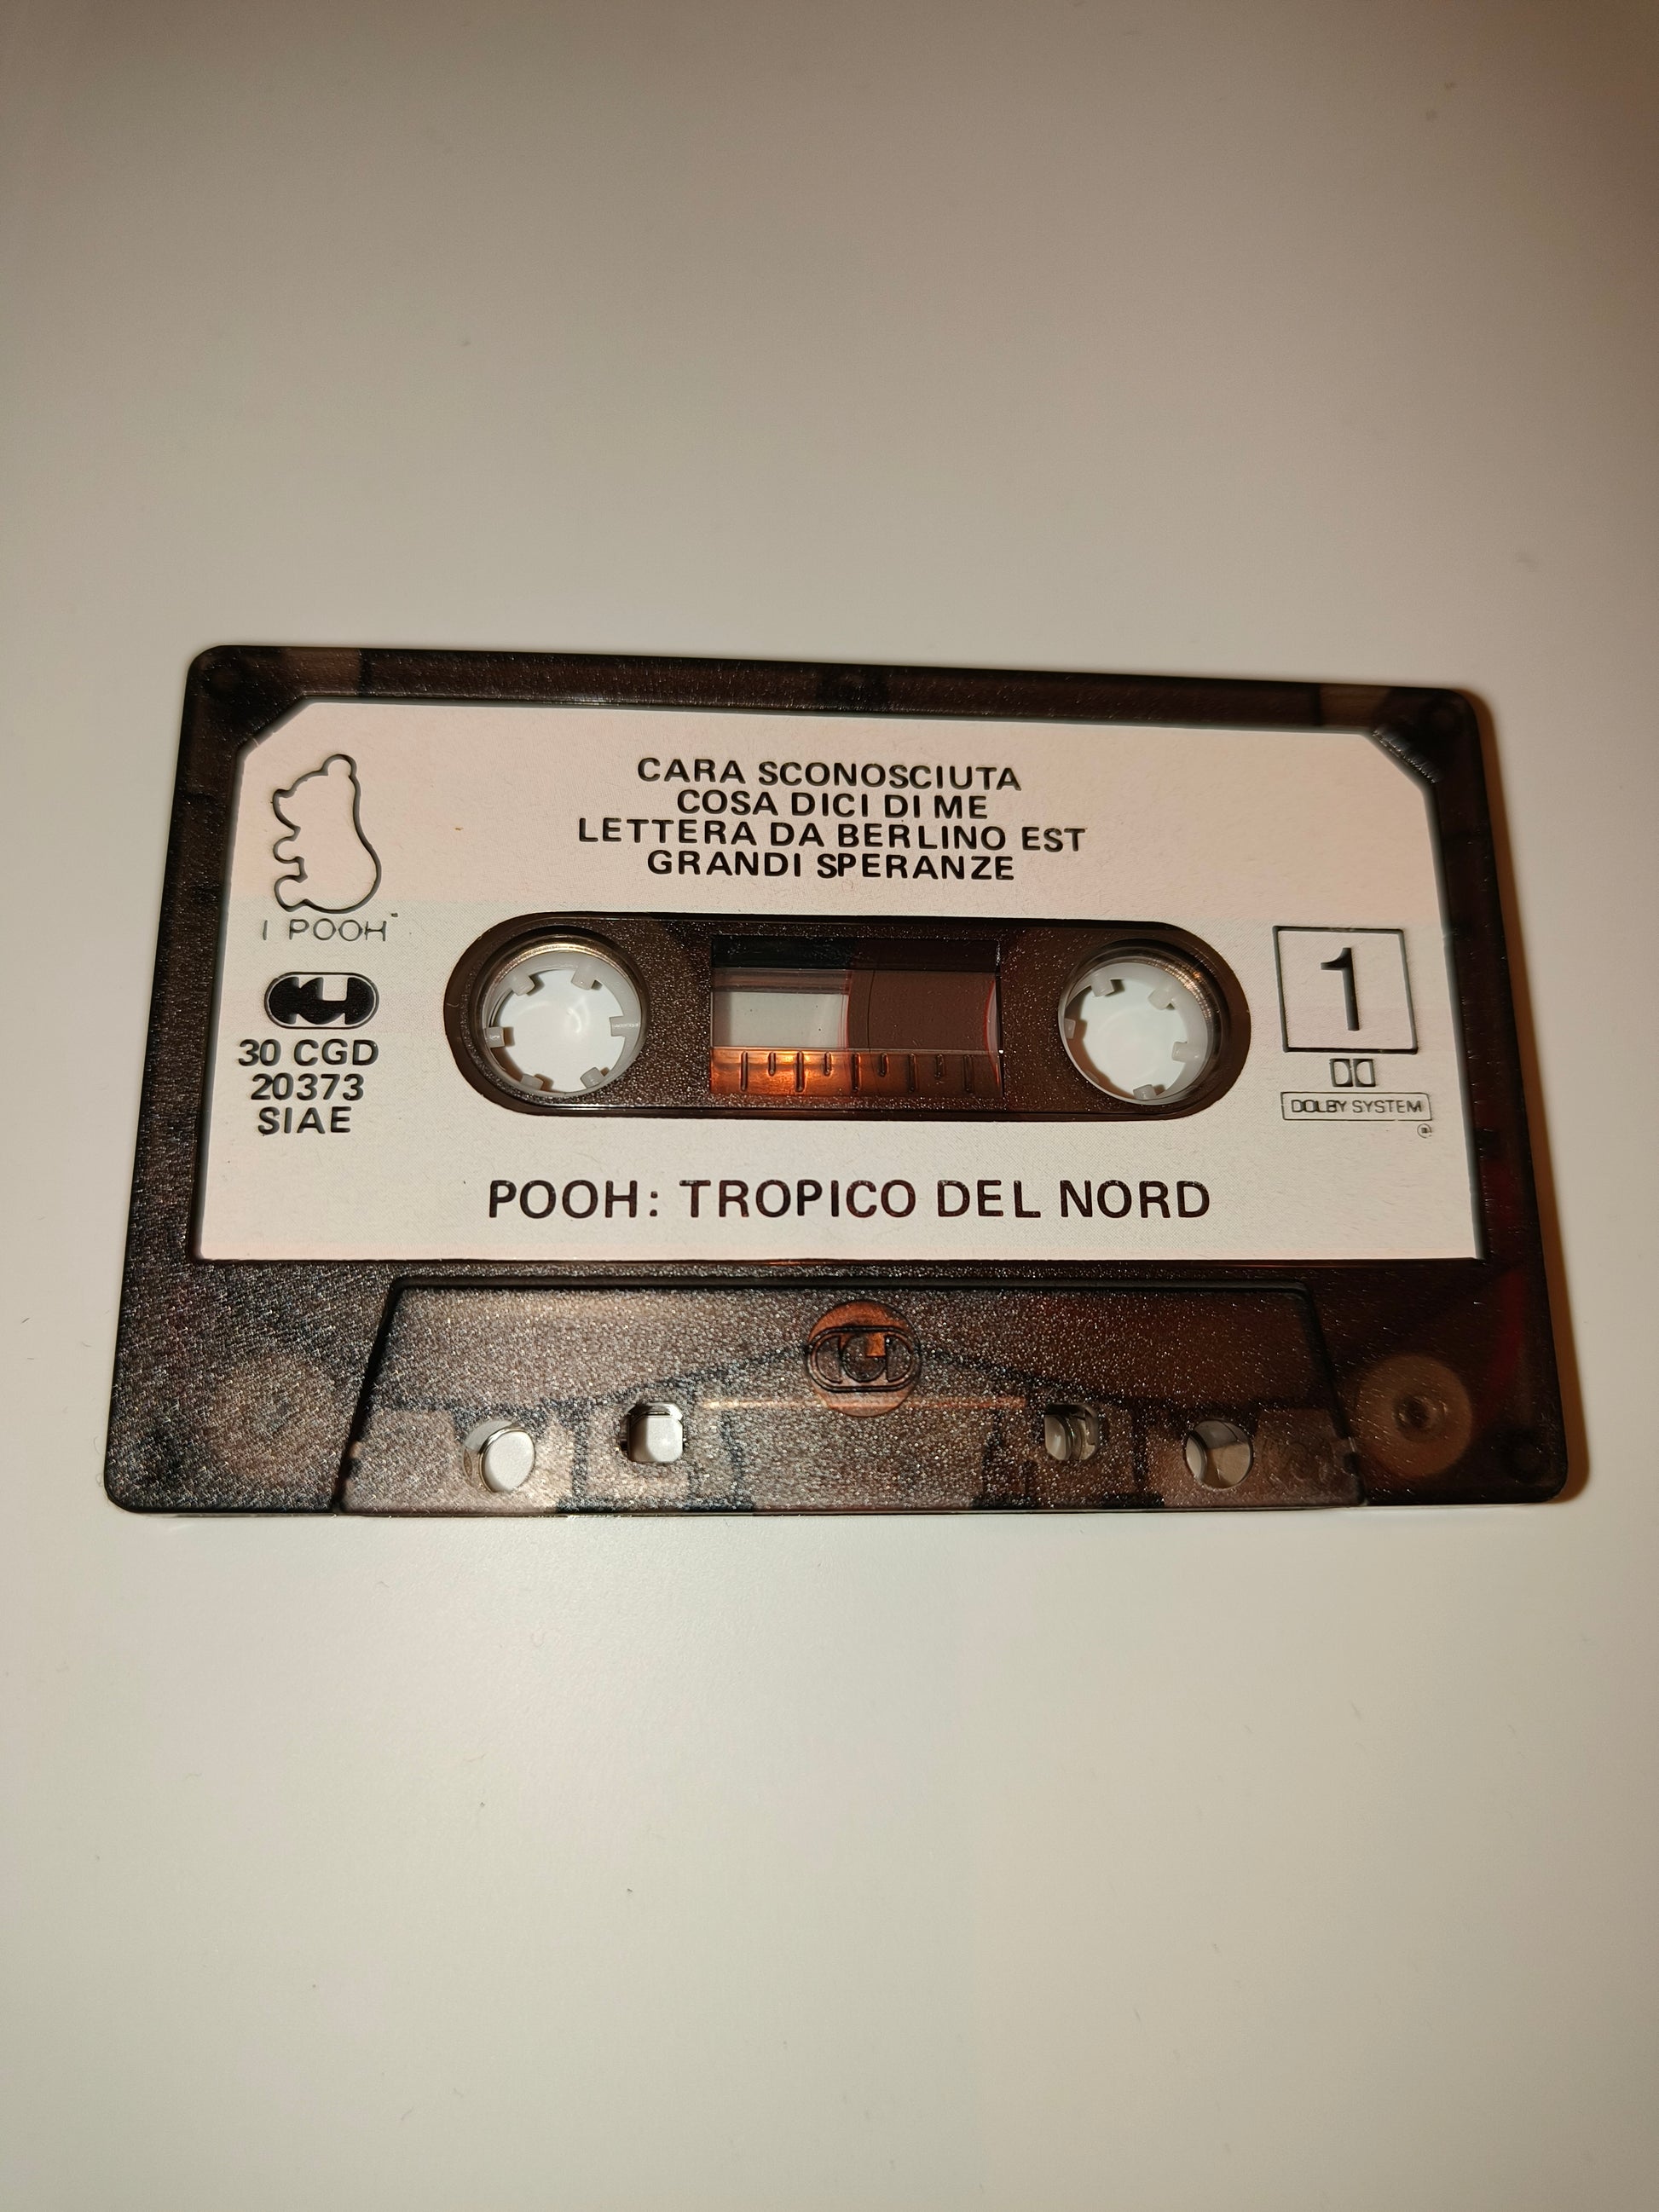 CARA SCONOSCIUTA
COSA DICI DI ME
LETTERA DA BERLINO EST
GRANDI SPERANZE
I POOH
30 CGD
20373
SIAE
1
DOLBY SYSTEM
®
POOH: TROPICO DEL NORD